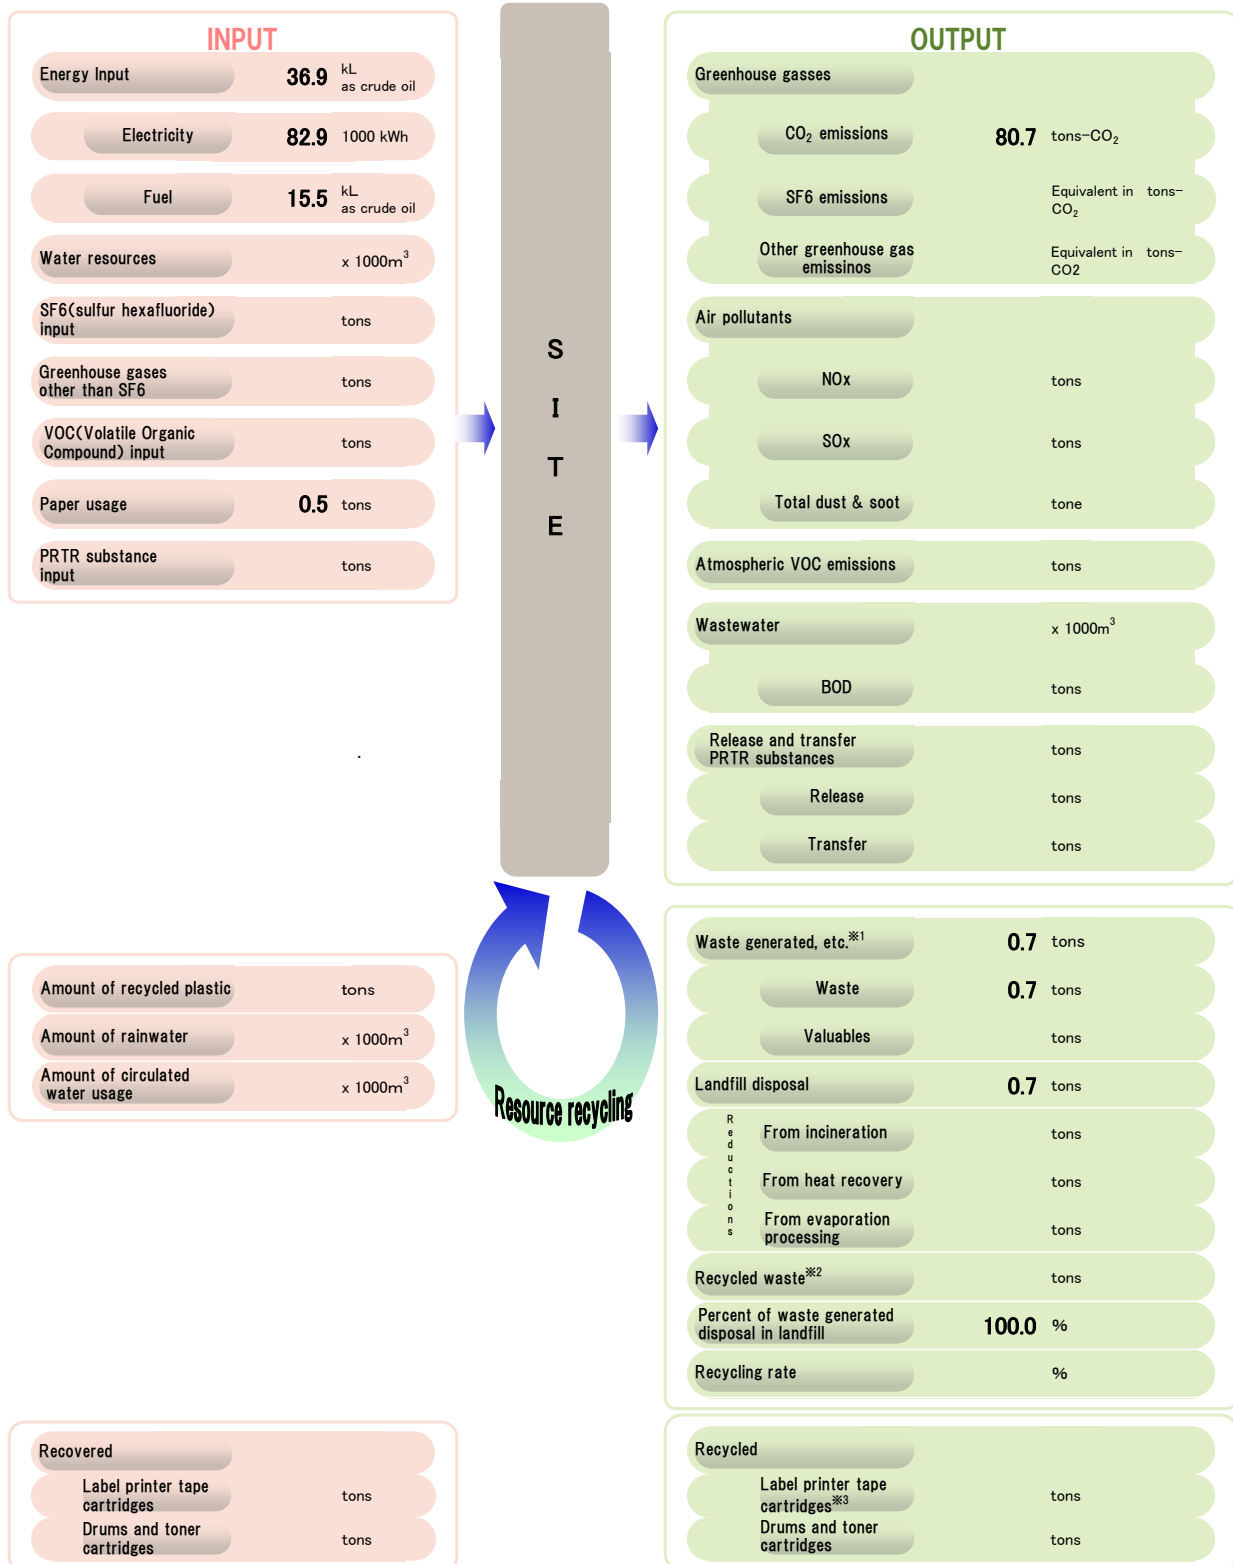 INPUT
Energy Input 36.9 kL
as crude oil
Electricity 82.9 1000 kWh
Fuel 15.5 kL
as crude oil
Water resources x 1000m³
SF6(sulfur hexafluoride)
input tons
Greenhouse gases
other than SF6 tons
VOC(Volatile Organic
Compound) input tons
Paper usage 0.5 tons
PRTR substance
input tons
S
I
T
E
OUTPUT
Greenhouse gasses
CO₂ emissions 80.7 tons-CO₂
SF6 emissions Equivalent in tons-
CO₂
Other greenhouse gas
emissinos Equivalent in tons-
CO2
Air pollutants
NOx tons
SOx tons
Total dust & soot tone
Atmospheric VOC emissions tons
Wastewater x 1000m³
BOD tons
Release and transfer
PRTR substances tons
Release tons
Transfer tons
Amount of recycled plastic tons
Amount of rainwater x 1000m³
Amount of circulated
water usage x 1000m³
Resource recycling
Waste generated, etc.※1 0.7 tons
Waste 0.7 tons
Valuables tons
Landfill disposal 0.7 tons
Reductions
From incineration tons
From heat recovery tons
From evaporation
processing tons
Recycled waste※2 tons
Percent of waste generated
disposal in landfill 100.0 %
Recycling rate %
Recovered
Label printer tape
cartridges tons
Drums and toner
cartridges tons
Recycled
Label printer tape
cartridges※3 tons
Drums and toner
cartridges tons